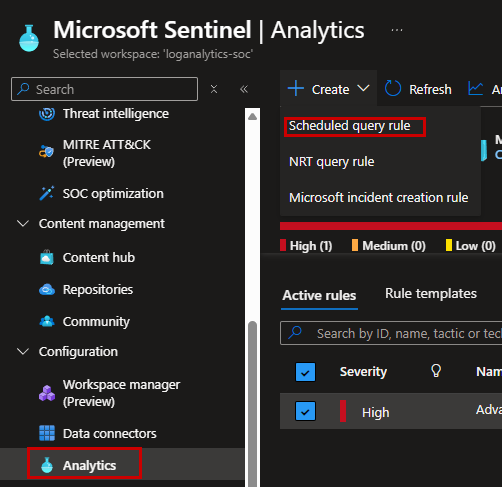 Microsoft Sentinel | Analytics ...
Selected workspace: 'loganalytics-soc'
Search
Threat intelligence
MITRE ATT&CK
(Preview)
SOC optimization
Content management
Content hub
Repositories
Community
Configuration
Workspace manager
(Preview)
Data connectors
Analytics
+ Create
Refresh
Scheduled query rule
NRT query rule
Microsoft incident creation rule
High (1)
Medium (0)
Low (0)
Active rules
Rule templates
Search by ID, name, tactic or
Severity
High